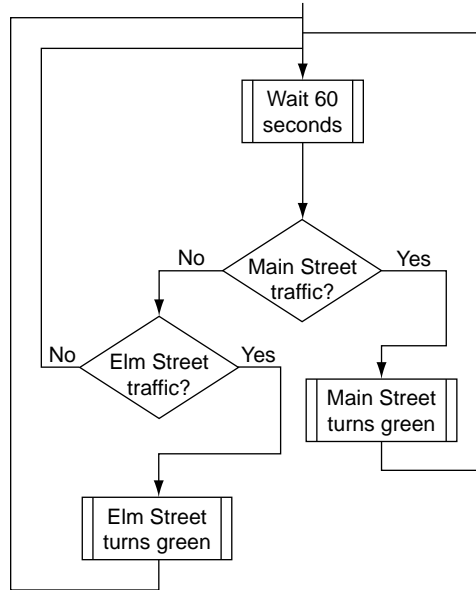 Wait 60
seconds
No
Main Street
traffic?
Yes
No
Elm Street
traffic?
Yes
Main Street
turns green
Elm Street
turns green